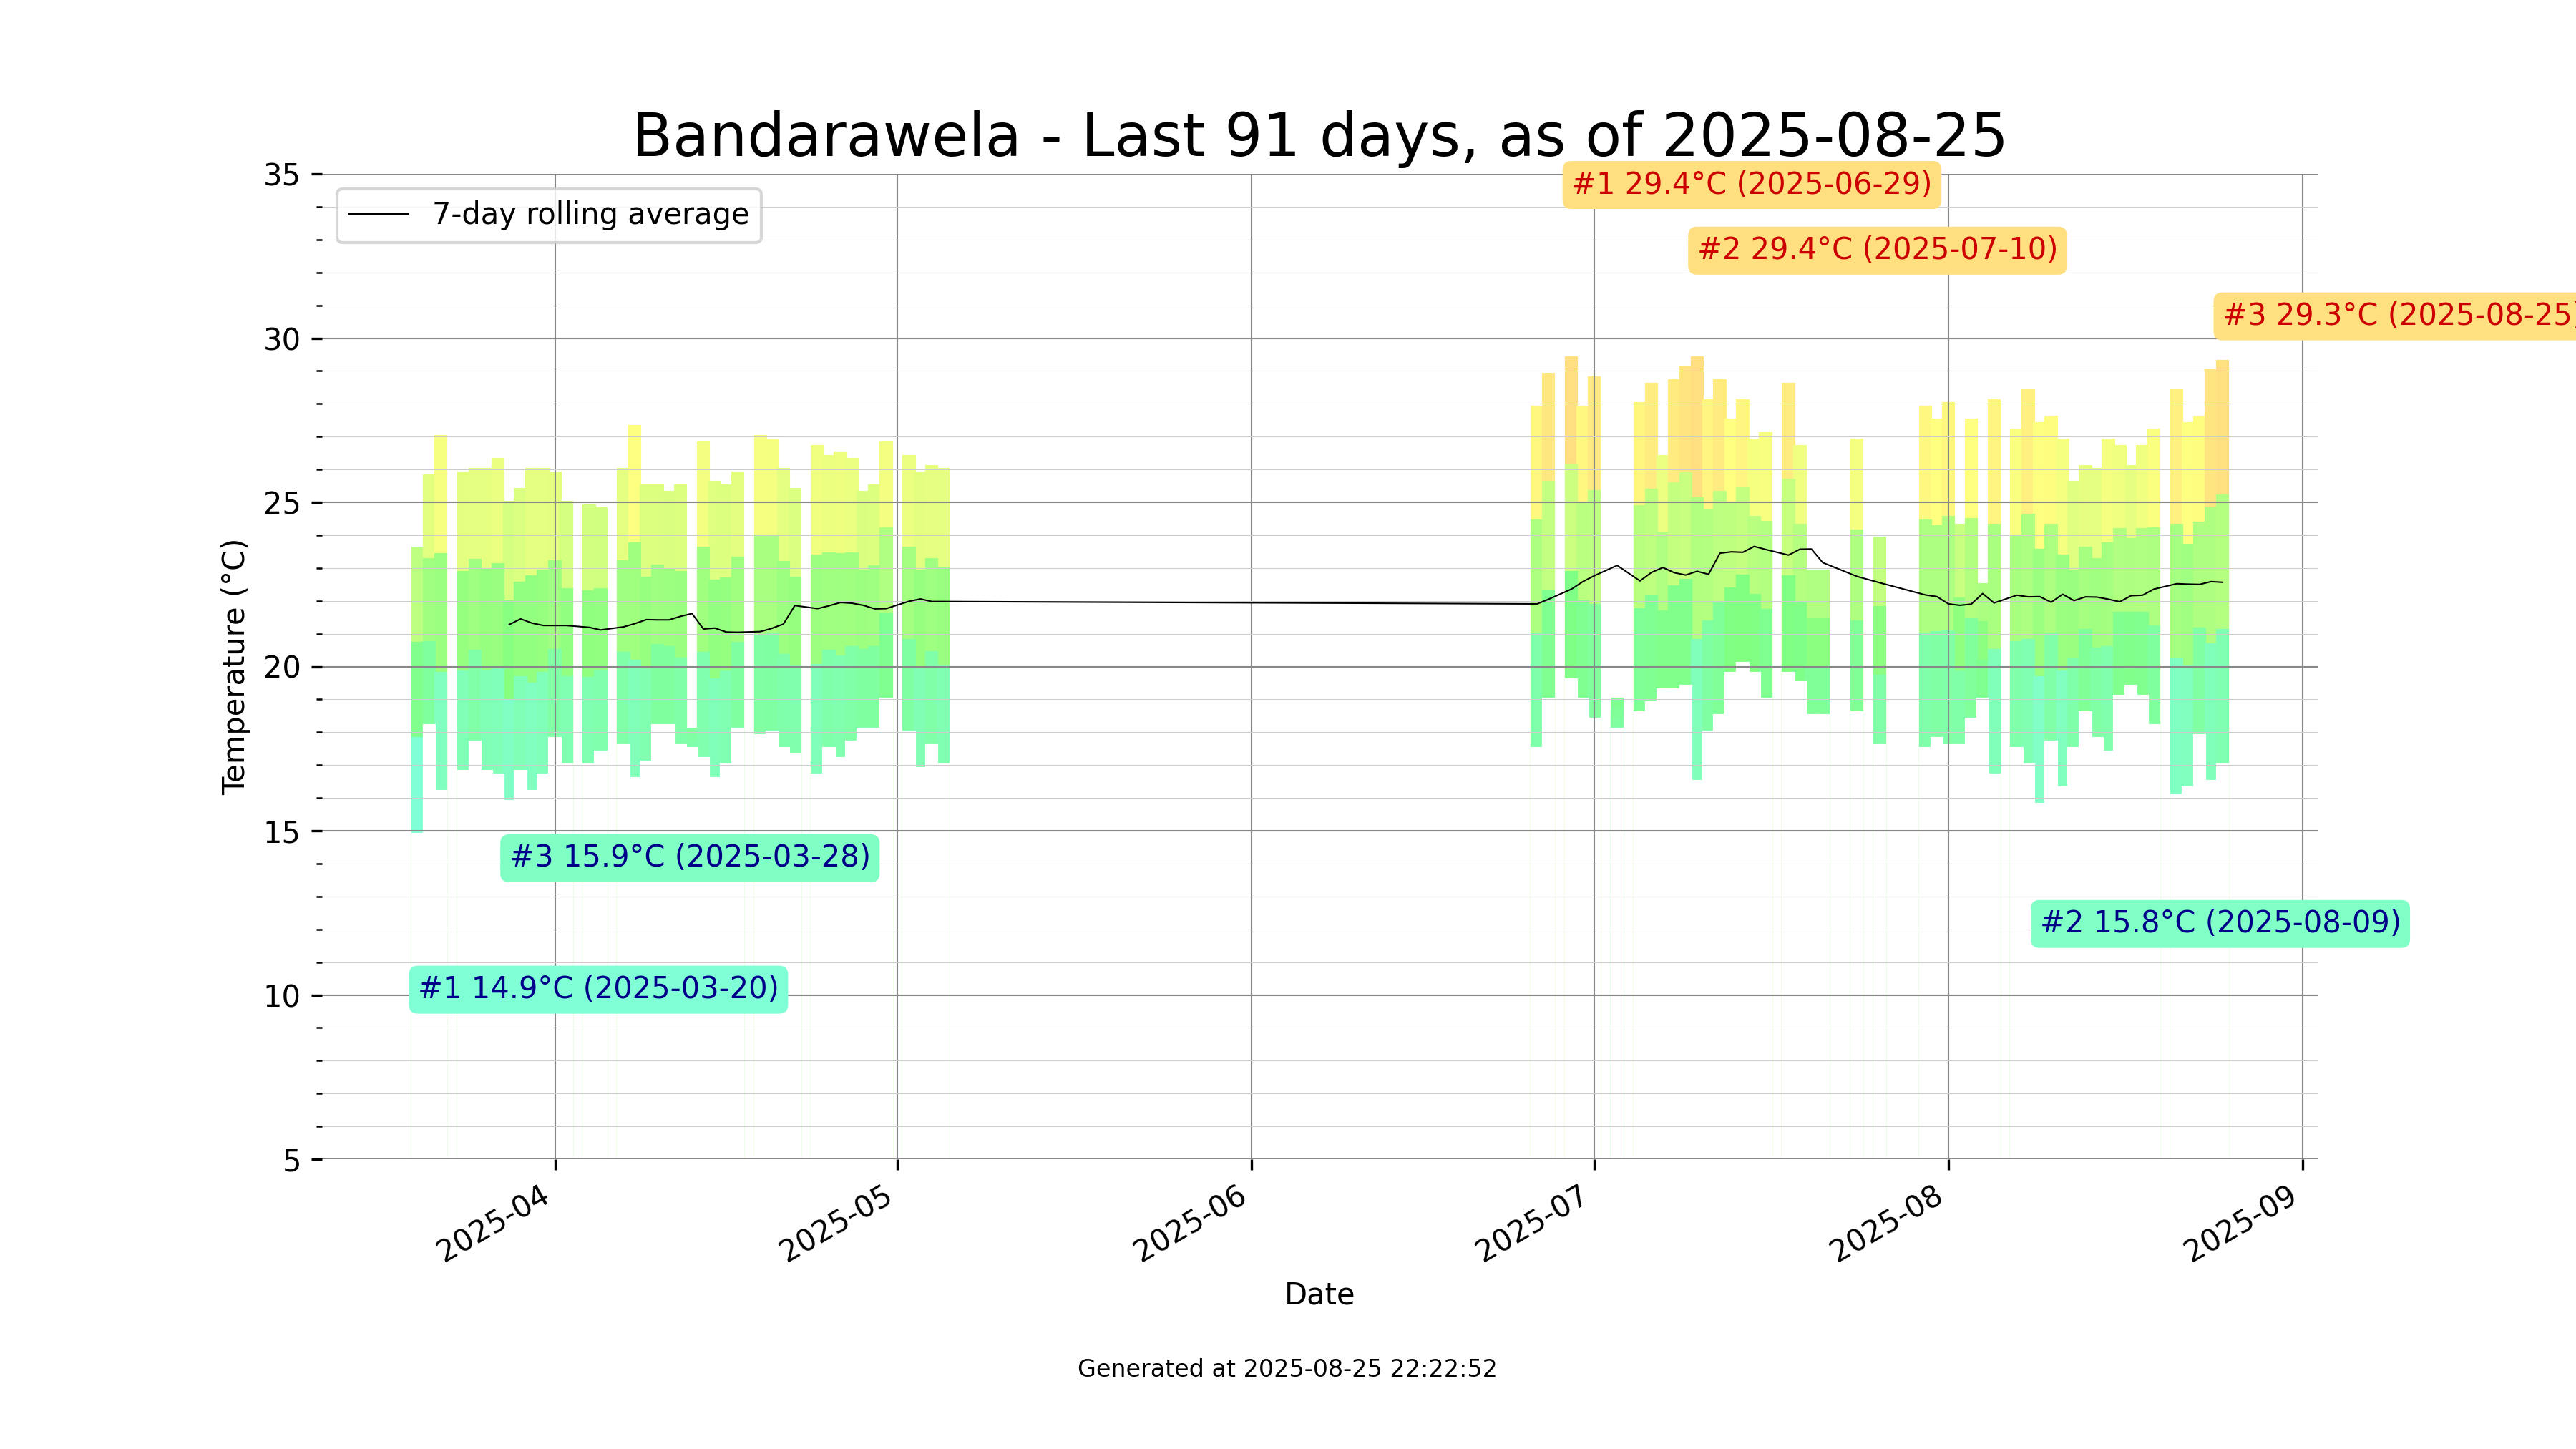 Bandarawela - Last 91 days, as of 2025-08-25
35
#1 29.4°C (2025-06-29)
7-day rolling average
#2 29.4°C (2025-07-10)
#3 29.3°C (2025-08-25)
30
25
20
15
10
5
Temperature (°C)
#3 15.9°C (2025-03-28)
#2 15.8°C (2025-08-09)
#1 14.9°C (2025-03-20)
2025-04
2025-05
2025-06
2025-07
2025-08
2025-09
Date
Generated at 2025-08-25 22:22:52